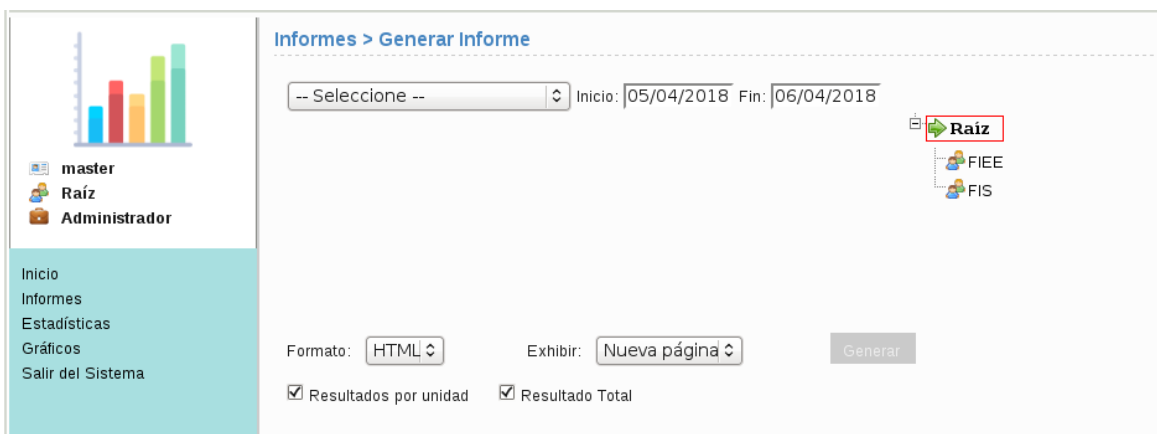 Informes > Generar Informe
-- Seleccione -- Inicio: 05/04/2018 Fin: 06/04/2018
Raíz
FIEE
FIS
master
Raíz
Administrador
Inicio
Informes
Estadísticas
Gráficos
Salir del Sistema
Formato: HTML Exhibir: Nueva página Generar
Resultados por unidad Resultado Total